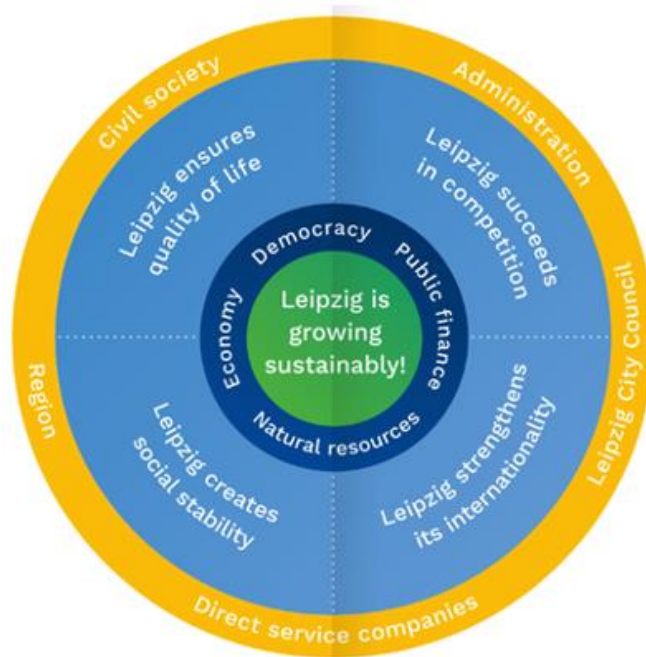 Civil society
Administration
Leipzig ensures
quality of life
Leipzig succeeds
in competition
Democracy
Public finance
Economy
Leipzig is
growing
sustainably!
Natural resources
Region
Leipzig City Council
Leipzig creates
social stability
Leipzig strengthens
its internationality
Direct service companies